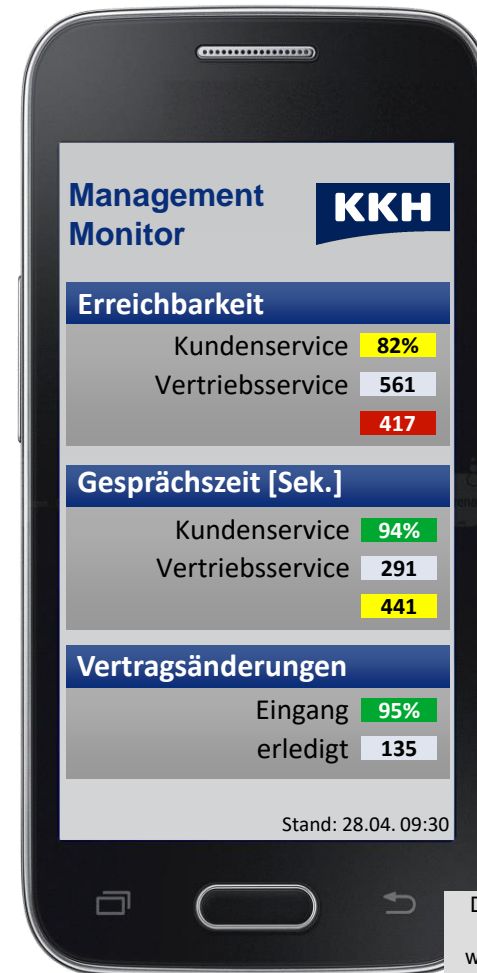 Management
Monitor
KKH
Erreichbarkeit
Kundenservice 82%
Vertriebsservice 561
417
Gesprächszeit [Sek.]
Kundenservice 94%
Vertriebsservice 291
441
Vertragsänderungen
Eingang 95%
erledigt 135
Stand: 28.04. 09:30